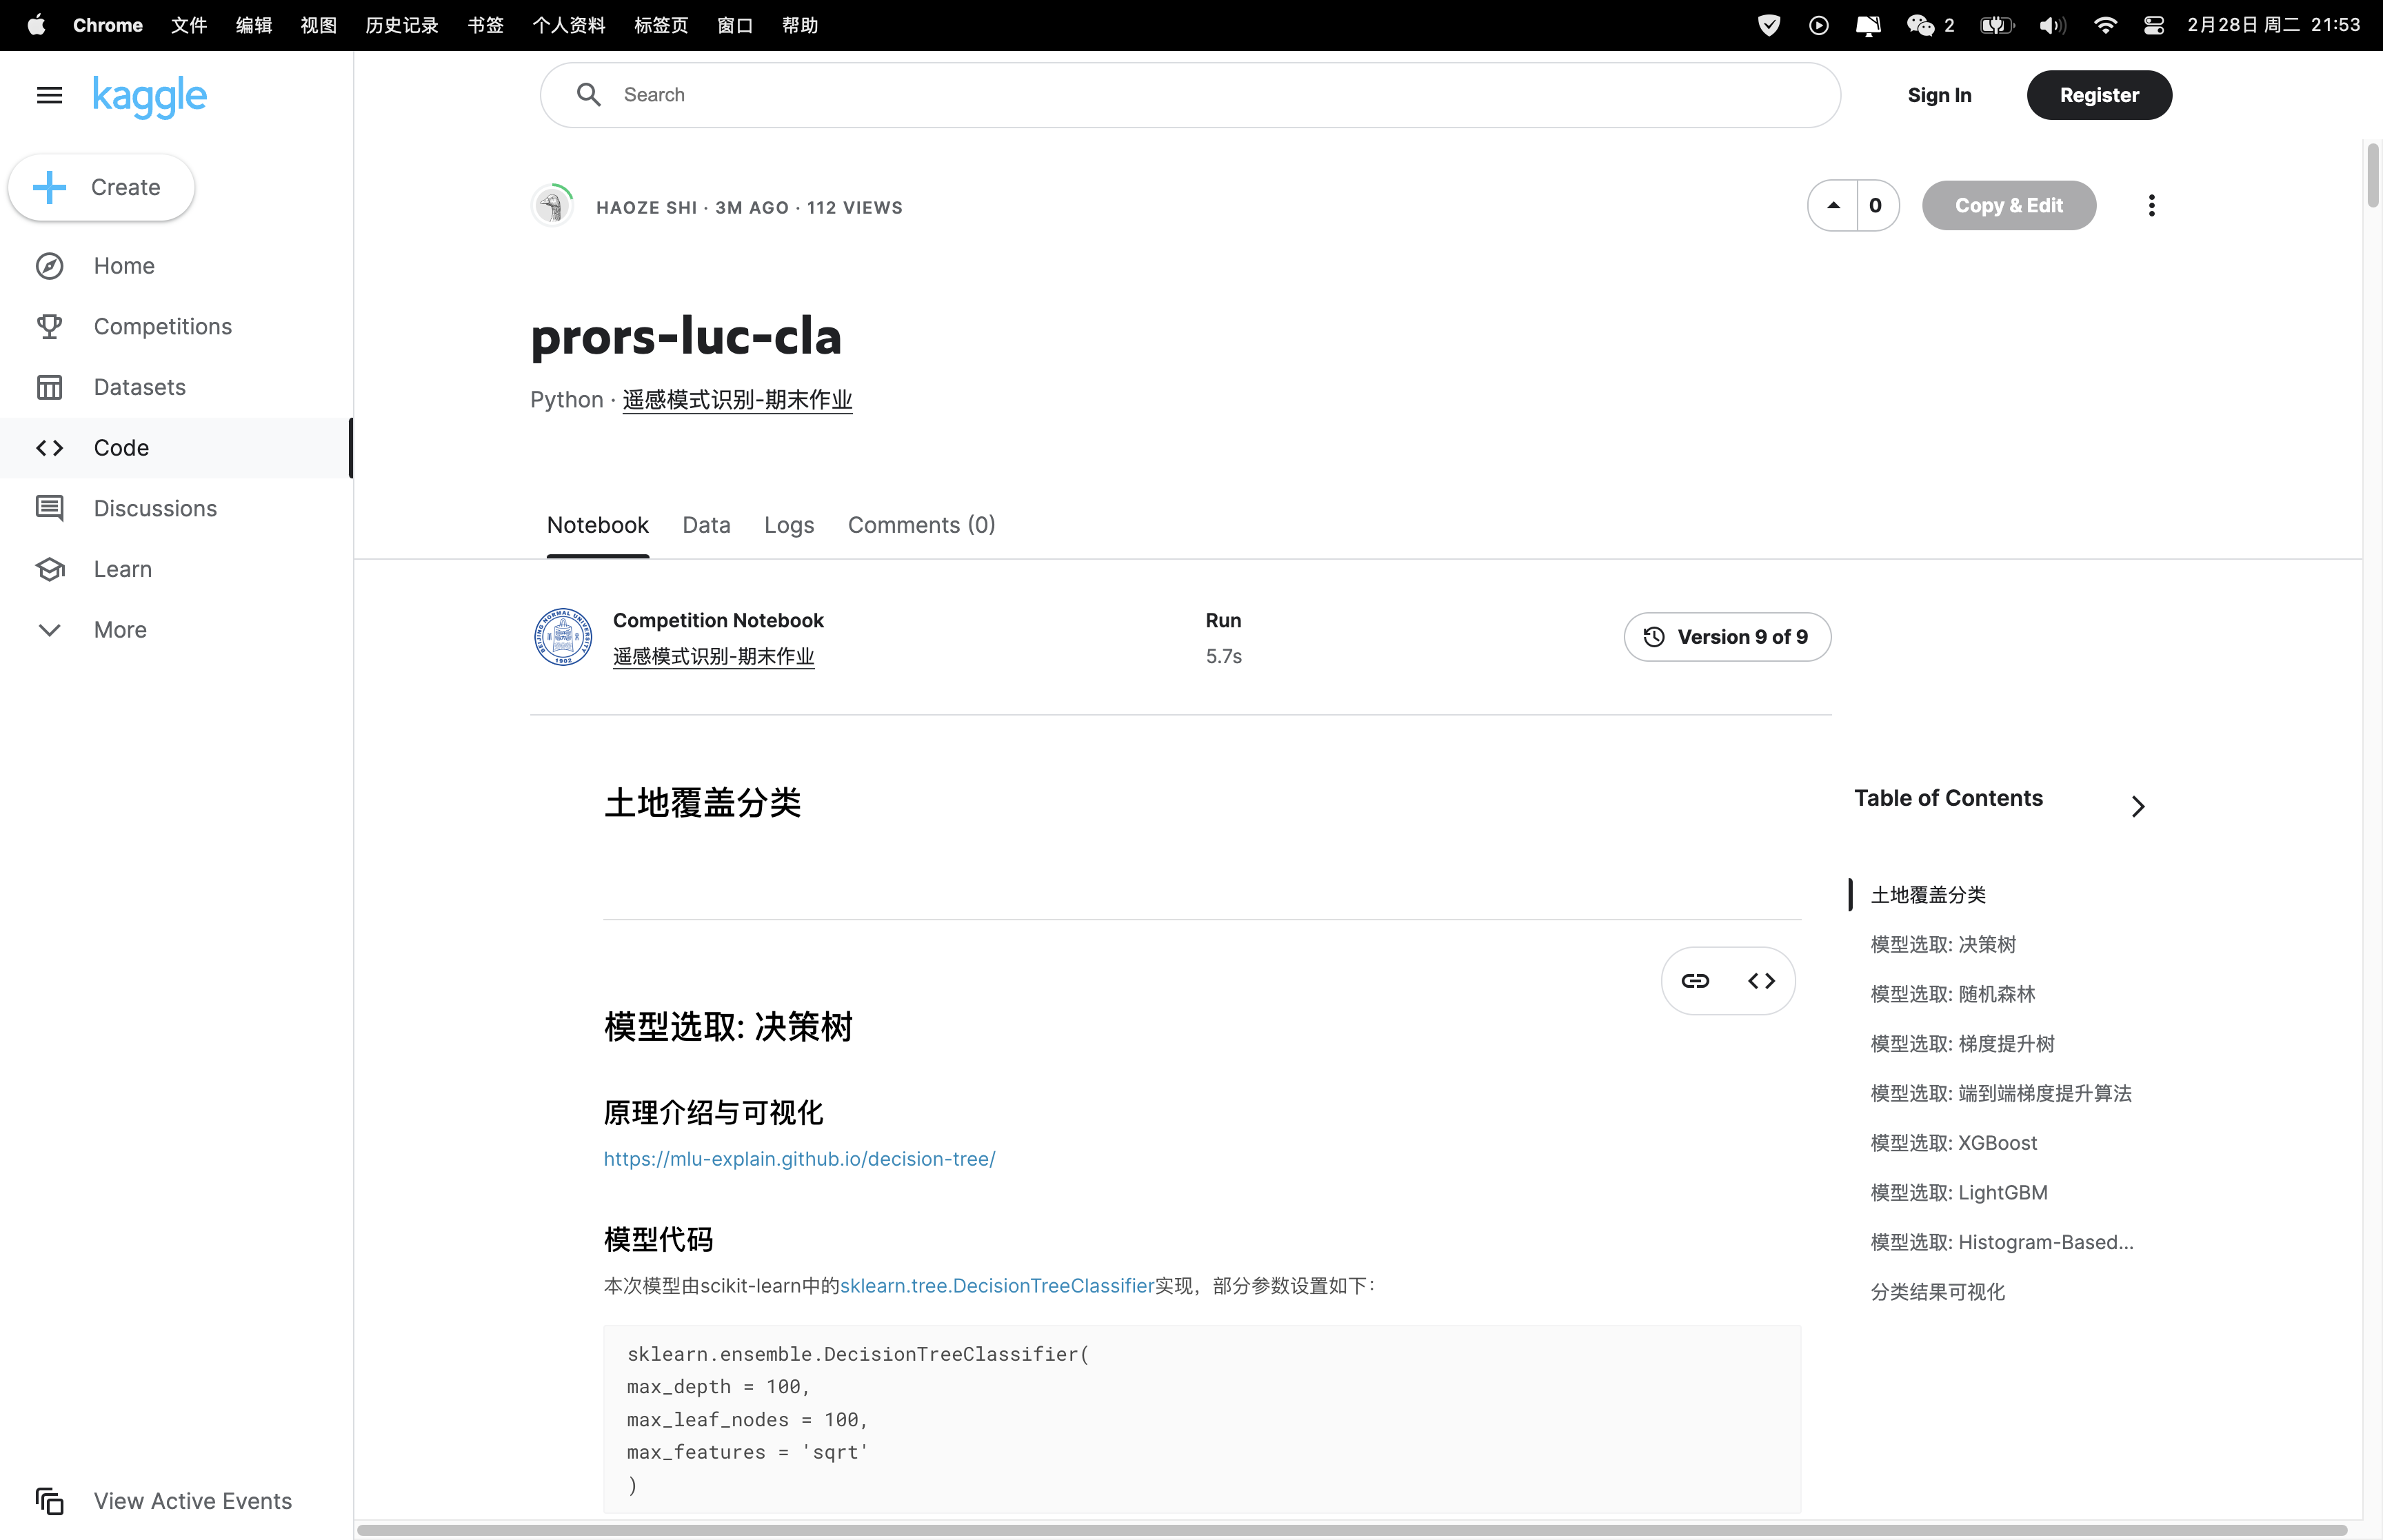 Chrome 文件 编辑 视图 历史记录 书签 个人资料 标签页 窗口 帮助 2 2月28日 周二 21:53
kaggle
Search
Sign In
Register
Create
Home
Competitions
Datasets
Code
Discussions
Learn
More
View Active Events
HAOZE SHI · 3M AGO · 112 VIEWS
0
Copy & Edit
prors-luc-cla
Python · 遥感模式识别-期末作业
Notebook Data Logs Comments (0)
BEIJING NORMAL UNIVERSITY
1902
Competition Notebook
遥感模式识别-期末作业
Run
5.7s
Version 9 of 9
土地覆盖分类
模型选取: 决策树
原理介绍与可视化
https://mlu-explain.github.io/decision-tree/
模型代码
本次模型由scikit-learn中的sklearn.tree.DecisionTreeClassifier实现，部分参数设置如下：
sklearn.ensemble.DecisionTreeClassifier(
max_depth = 100,
max_leaf_nodes = 100,
max_features = 'sqrt'
)
Table of Contents
土地覆盖分类
模型选取: 决策树
模型选取: 随机森林
模型选取: 梯度提升树
模型选取: 端到端梯度提升算法
模型选取: XGBoost
模型选取: LightGBM
模型选取: Histogram-Based...
分类结果可视化